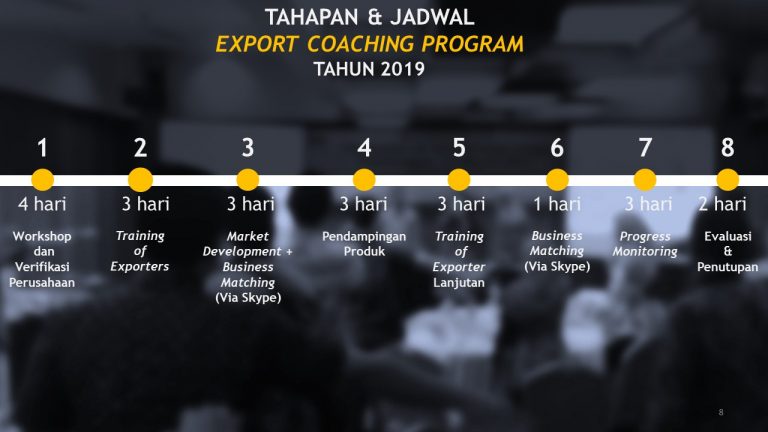 TAHAPAN & JADWAL
EXPORT COACHING PROGRAM
TAHUN 2019
1
4 hari
Workshop
dan
Verifikasi
Perusahaan
2
3 hari
Training
of
Exporters
3
3 hari
Market
Development +
Business
Matching
(Via Skype)
4
3 hari
Pendampingan
Produk
5
3 hari
Training
of
Exporter
Lanjutan
6
1 hari
Business
Matching
(Via Skype)
7
3 hari
Progress
Monitoring
8
2 hari
Evaluasi
&
Penutupan
8